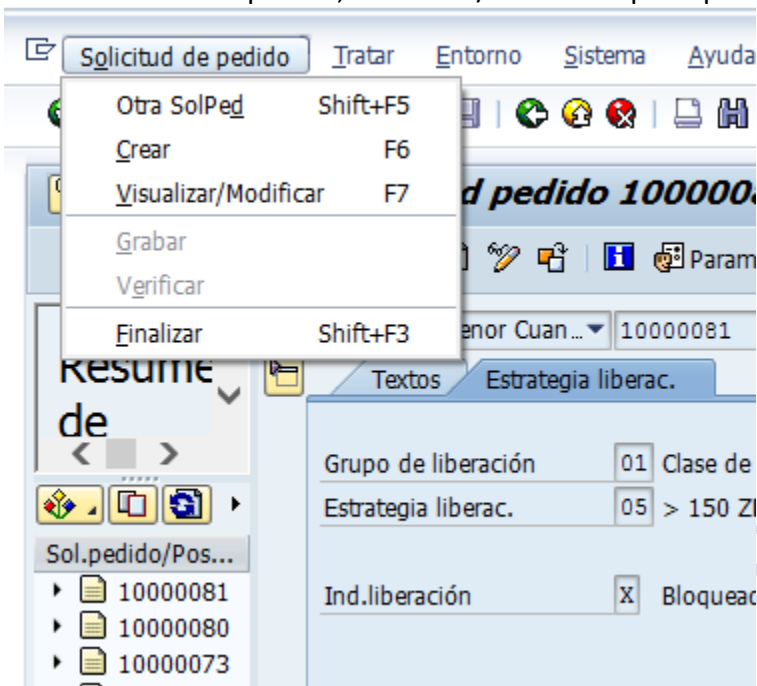 Solicitud de pedido Tratar Entorno Sistema Ayuda
Otra SolPed Shift+F5
Crear F6
Visualizar/Modificar F7
d pedido 100000
Grabar
Param
Verificar
Finalizar Shift+F3
enor Cuan... 10000081
Resume
de
Textos Estrategia liberac.
Grupo de liberación 01 Clase de
Estrategia liberac. 05 > 150 Z
Sol.pedido/Pos...
10000081
Ind.liberación X Bloquead
10000080
10000073